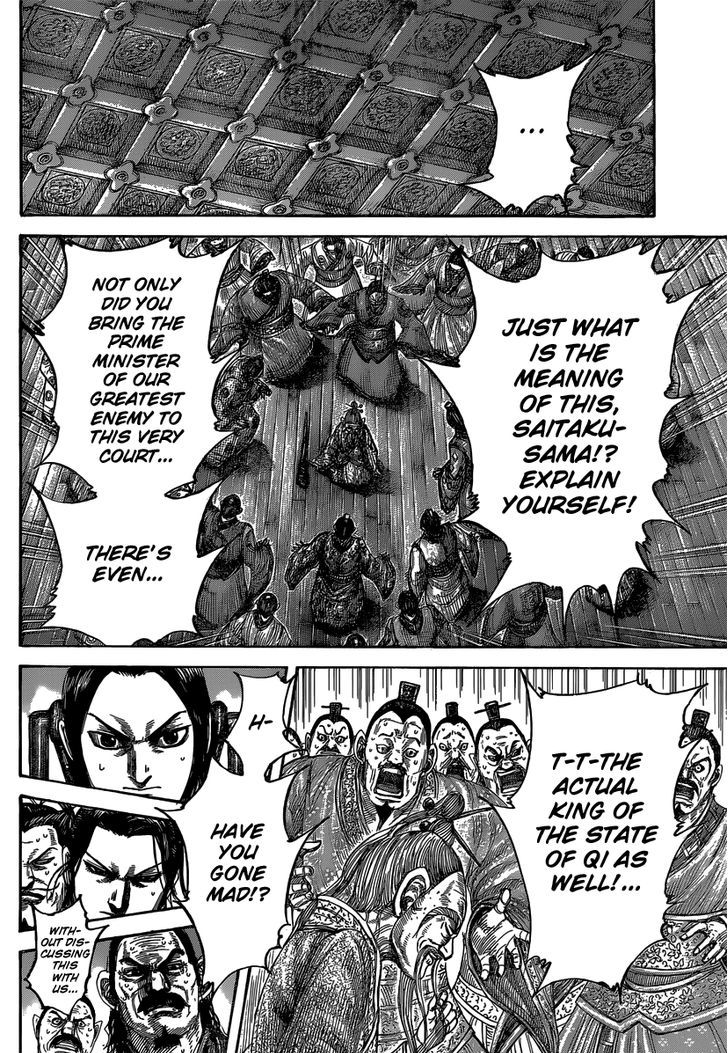 ...
JUST WHAT
IS THE
MEANING
OF THIS,
SAITAKU-
SAMA!?
EXPLAIN
YOURSELF!
NOT ONLY
DID YOU
BRING THE
PRIME
MINISTER
OF OUR
GREATEST
ENEMY TO
THIS VERY
COURT...
THERE'S
EVEN...
T-T-THE
ACTUAL
KING OF
THE STATE
OF QI AS
WELL!...
H-
HAVE
YOU
GONE
MAD!?
WITH-
OUT DIS-
CUSSING
THIS
WITH
US...